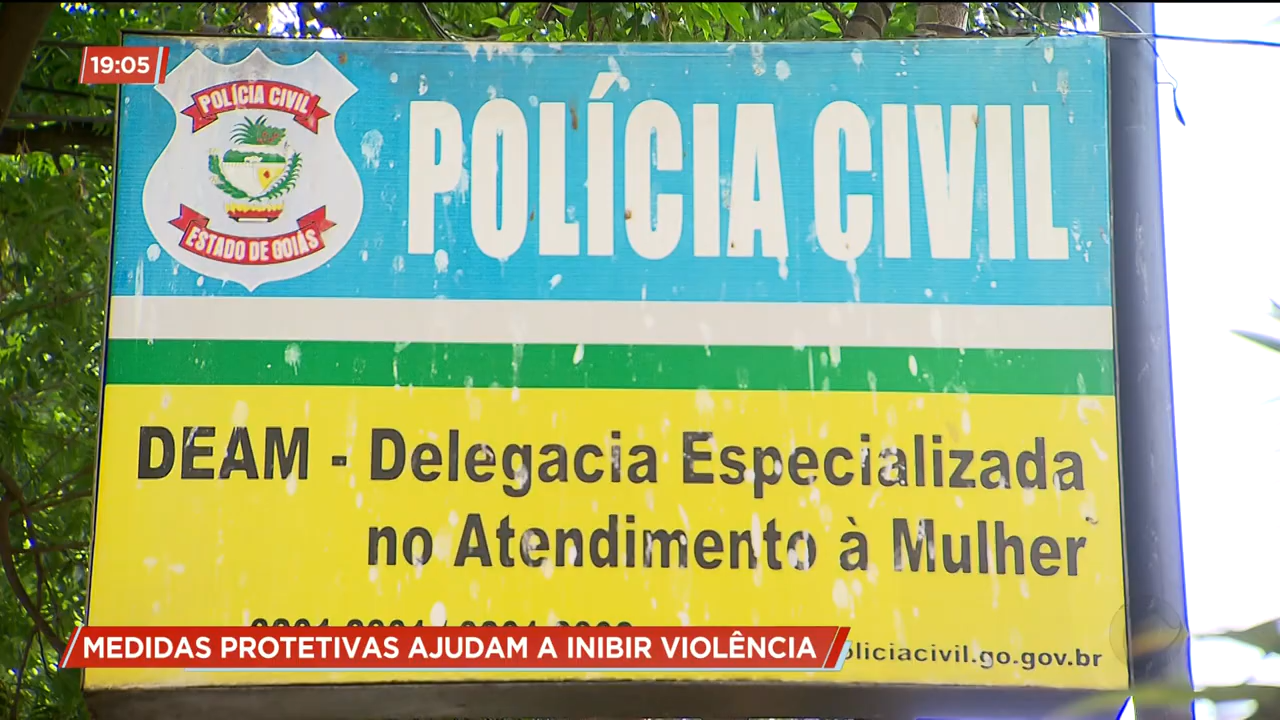 19:05
POLÍCIA CIVIL
ESTADO DE GOIÁS
POLÍCIA CIVIL
DEAM - Delegacia Especializada
no Atendimento à Mulher
MEDIDAS PROTETIVAS AJUDAM A INIBIR VIOLÊNCIA
oliciacivil.go.gov.br